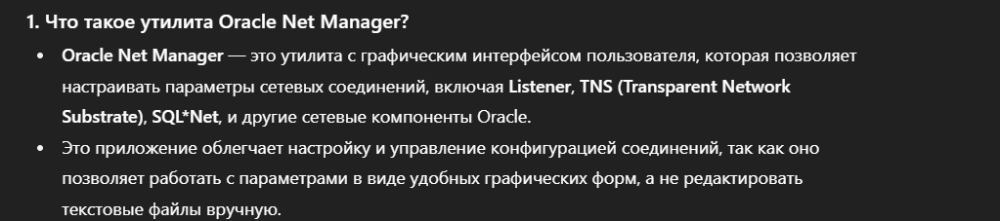 1. Что такое утилита Oracle Net Manager?
• Oracle Net Manager — это утилита с графическим интерфейсом пользователя, которая позволяет
настраивать параметры сетевых соединений, включая Listener, TNS (Transparent Network
Substrate), SQL*Net, и другие сетевые компоненты Oracle.
• Это приложение облегчает настройку и управление конфигурацией соединений, так как оно
позволяет работать с параметрами в виде удобных графических форм, а не редактировать
текстовые файлы вручную.